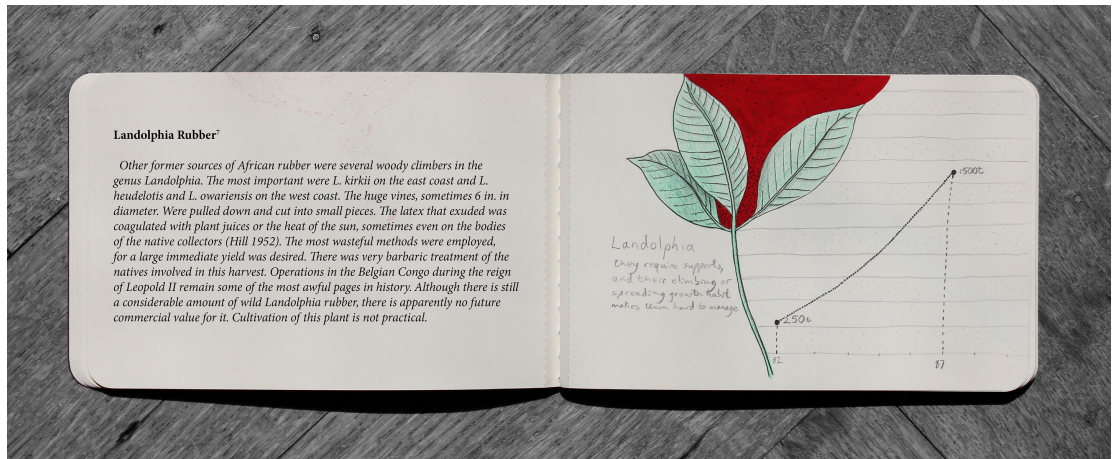 Landolphia Rubber⁷
Other former sources of African rubber were several woody climbers in the
genus Landolphia. The most important were L. kirkii on the east coast and L.
heudelotis and L. owariensis on the west coast. The huge vines, sometimes 6 in. in
diameter. Were pulled down and cut into small pieces. The latex that exuded was
coagulated with plant juices or the heat of the sun, sometimes even on the bodies
of the native collectors (Hill 1952). The most wasteful methods were employed,
for a large immediate yield was desired. There was very barbaric treatment of the
natives involved in this harvest. Operations in the Belgian Congo during the reign
of Leopold II remain some of the most awful pages in history. Although there is still
a considerable amount of wild Landolphia rubber, there is apparently no future
commercial value for it. Cultivation of this plant is not practical.
Landolphia
they require supports,
and their climbing or
spreading growth habit
makes them hard to manage
1500t
250t
82
87